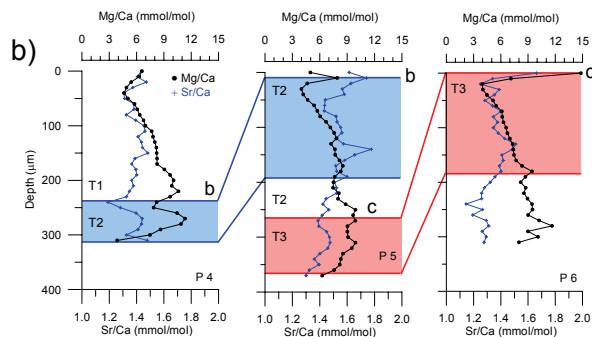 b)
Mg/Ca (mmol/mol)
Mg/Ca (mmol/mol)
Mg/Ca (mmol/mol)
0 3 6 9 12 15
0 3 6 9 12 15
0 3 6 9 12 15
Mg/Ca
Sr/Ca
Depth (µm)
0
100
200
300
400
T1
b
T2
P 4
b
T2
T2
c
T3
P 5
c
T3
P 6
1.0 1.2 1.4 1.6 1.8 2.0
1.0 1.2 1.4 1.6 1.8 2.0
1.0 1.2 1.4 1.6 1.8 2.0
Sr/Ca (mmol/mol)
Sr/Ca (mmol/mol)
Sr/Ca (mmol/mol)